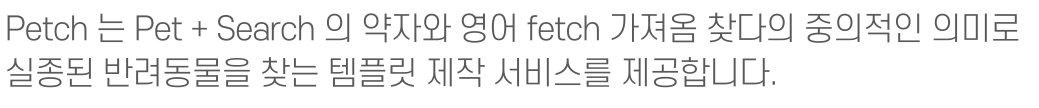 Petch 는 Pet + Search 의 약자와 영어 fetch 가져옴 찾다의 중의적인 의미로
실종된 반려동물을 찾는 템플릿 제작 서비스를 제공합니다.